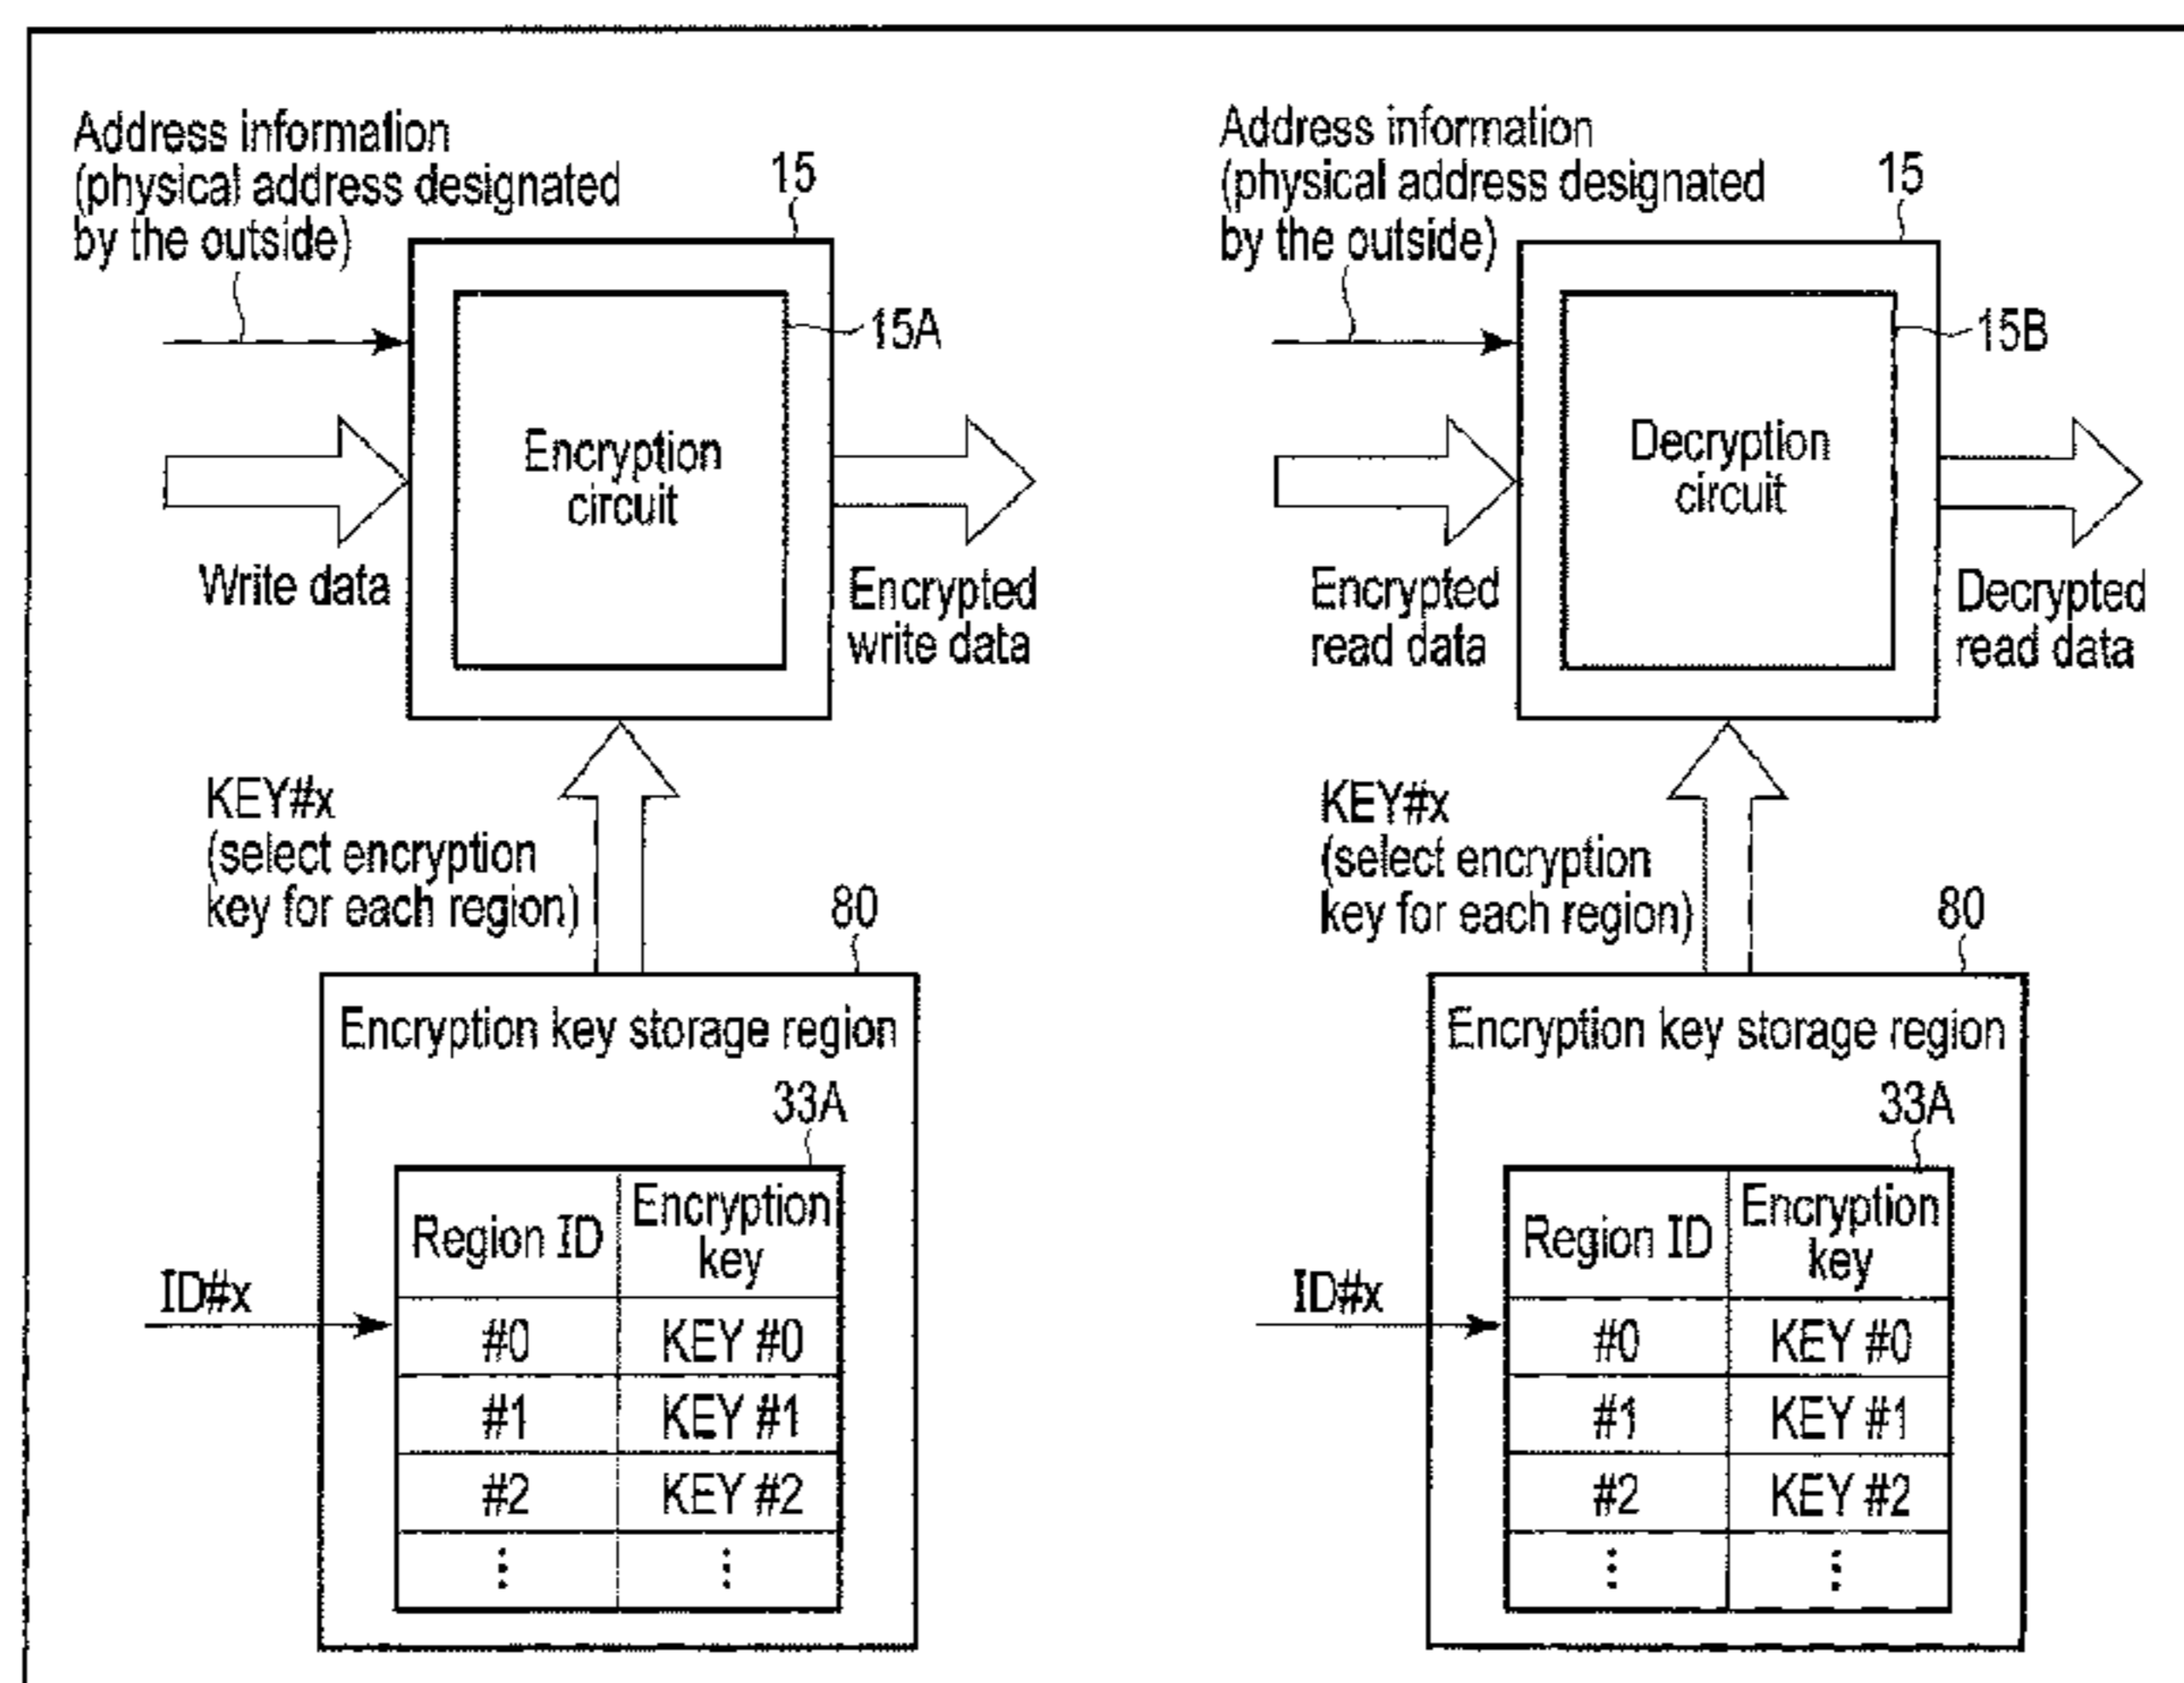 Address information
(physical address designated
by the outside)
15
15A
Encryption
circuit
Write data
Encrypted
write data
KEY#x
(select encryption
key for each region)
80
Encryption key storage region
33A
Region ID
Encryption
key
ID#x
#0
KEY #0
#1
KEY #1
#2
KEY #2
Address information
(physical address designated
by the outside)
15
15B
Decryption
circuit
Encrypted
read data
Decrypted
read data
KEY#x
(select encryption
key for each region)
80
Encryption key storage region
33A
Region ID
Encryption
key
ID#x
#0
KEY #0
#1
KEY #1
#2
KEY #2